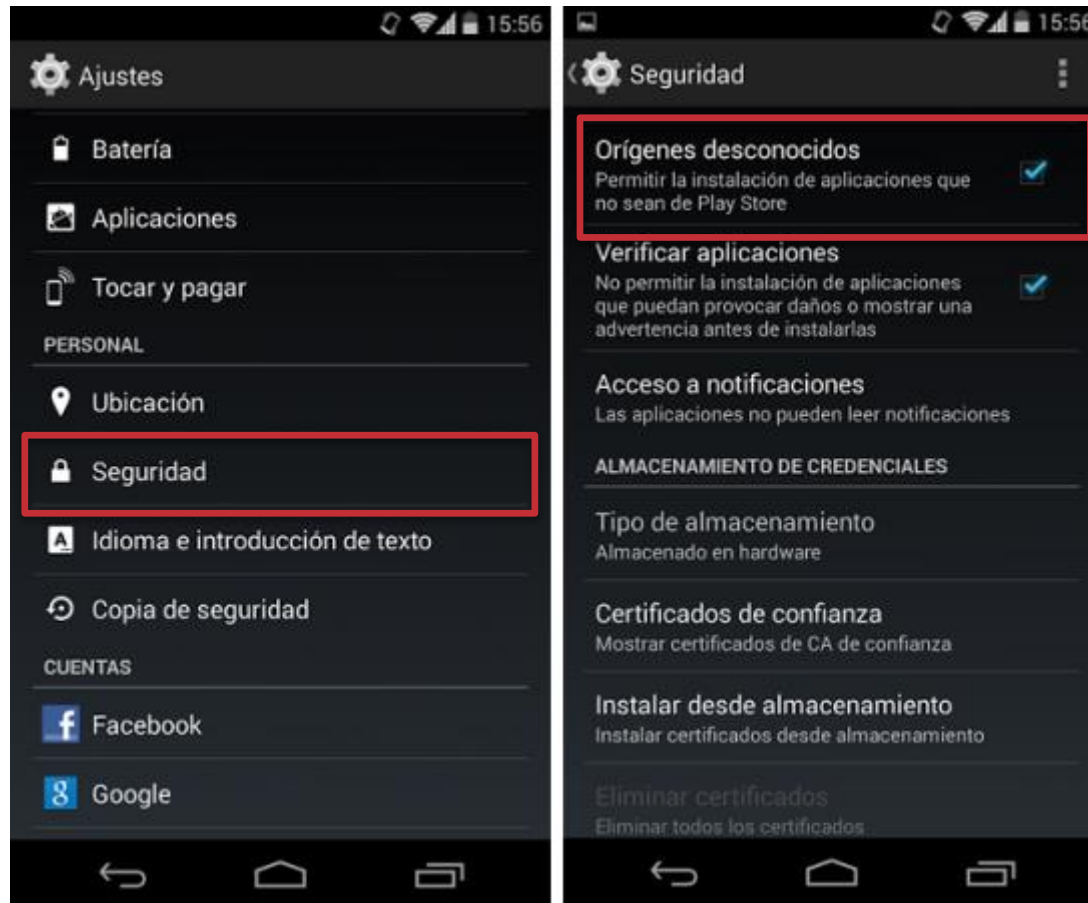 15:56
Ajustes
Batería
Aplicaciones
Tocar y pagar
PERSONAL
Ubicación
Seguridad
Idioma e introducción de texto
Copia de seguridad
CUENTAS
Facebook
Google
15:56
Seguridad
Orígenes desconocidos
Permitir la instalación de aplicaciones que
no sean de Play Store
Verificar aplicaciones
No permitir la instalación de aplicaciones
que puedan provocar daños o mostrar una
advertencia antes de instalarlas
Acceso a notificaciones
Las aplicaciones no pueden leer notificaciones
ALMACENAMIENTO DE CREDENCIALES
Tipo de almacenamiento
Almacenado en hardware
Certificados de confianza
Mostrar certificados de CA de confianza
Instalar desde almacenamiento
Instalar certificados desde almacenamiento
Eliminar certificados
Eliminar todos los certificados